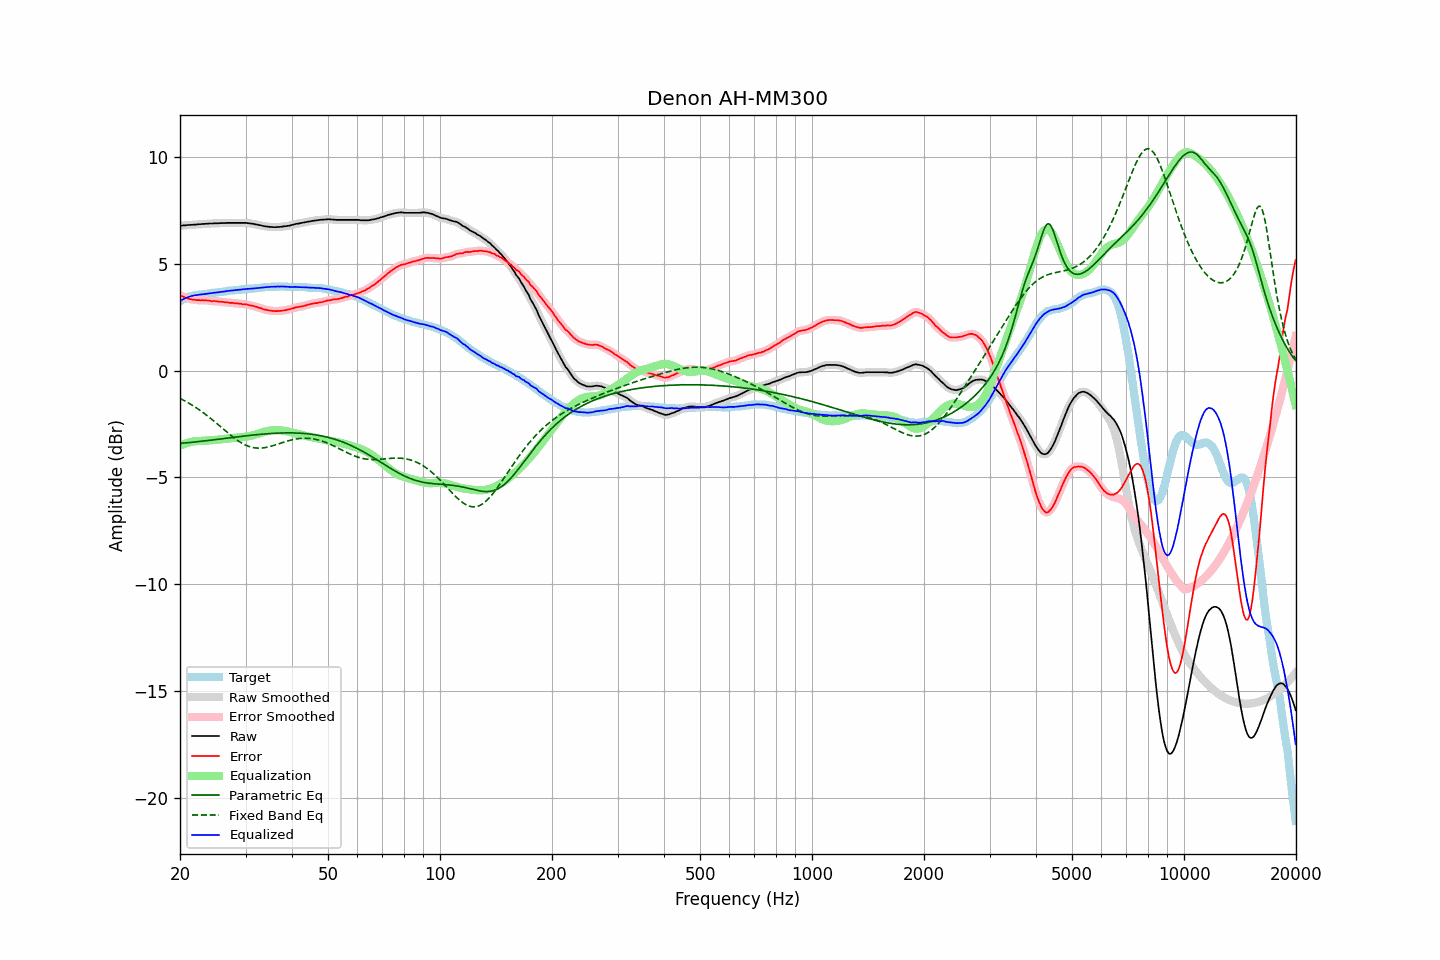 Denon AH-MM300
10
5
0
−5
−10
−15
−20
Amplitude (dBr)
Target
Raw Smoothed
Error Smoothed
Raw
Error
Equalization
Parametric Eq
Fixed Band Eq
Equalized
20 50 100 200 500 1000 2000 5000 10000 20000
Frequency (Hz)